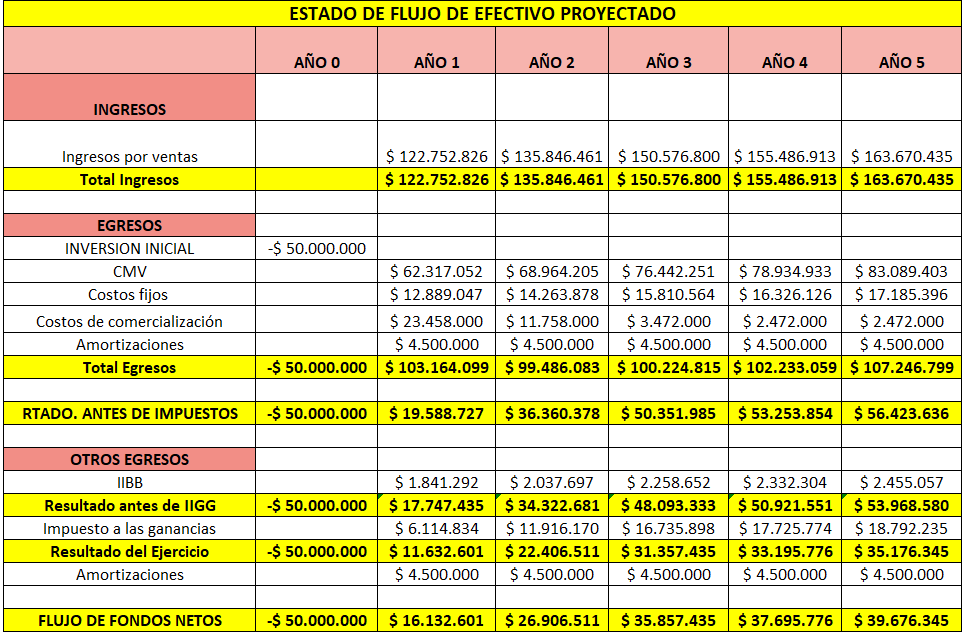 ESTADO DE FLUJO DE EFECTIVO PROYECTADO
AÑO 0 AÑO 1 AÑO 2 AÑO 3 AÑO 4 AÑO 5
INGRESOS
Ingresos por ventas $ 122.752.826 $ 135.846.461 $ 150.576.800 $ 155.486.913 $ 163.670.435
Total Ingresos $ 122.752.826 $ 135.846.461 $ 150.576.800 $ 155.486.913 $ 163.670.435
EGRESOS
INVERSION INICIAL -$ 50.000.000
CMV $ 62.317.052 $ 68.964.205 $ 76.442.251 $ 78.934.933 $ 83.089.403
Costos fijos $ 12.889.047 $ 14.263.878 $ 15.810.564 $ 16.326.126 $ 17.185.396
Costos de comercialización $ 23.458.000 $ 11.758.000 $ 3.472.000 $ 2.472.000 $ 2.472.000
Amortizaciones $ 4.500.000 $ 4.500.000 $ 4.500.000 $ 4.500.000 $ 4.500.000
Total Egresos -$ 50.000.000 $ 103.164.099 $ 99.486.083 $ 100.224.815 $ 102.233.059 $ 107.246.799
RTADO. ANTES DE IMPUESTOS -$ 50.000.000 $ 19.588.727 $ 36.360.378 $ 50.351.985 $ 53.253.854 $ 56.423.636
OTROS EGRESOS
IIBB $ 1.841.292 $ 2.037.697 $ 2.258.652 $ 2.332.304 $ 2.455.057
Resultado antes de IIGG -$ 50.000.000 $ 17.747.435 $ 34.322.681 $ 48.093.333 $ 50.921.551 $ 53.968.580
Impuesto a las ganancias $ 6.114.834 $ 11.916.170 $ 16.735.898 $ 17.725.774 $ 18.792.235
Resultado del Ejercicio -$ 50.000.000 $ 11.632.601 $ 22.406.511 $ 31.357.435 $ 33.195.776 $ 35.176.345
Amortizaciones $ 4.500.000 $ 4.500.000 $ 4.500.000 $ 4.500.000 $ 4.500.000
FLUJO DE FONDOS NETOS -$ 50.000.000 $ 16.132.601 $ 26.906.511 $ 35.857.435 $ 37.695.776 $ 39.676.345